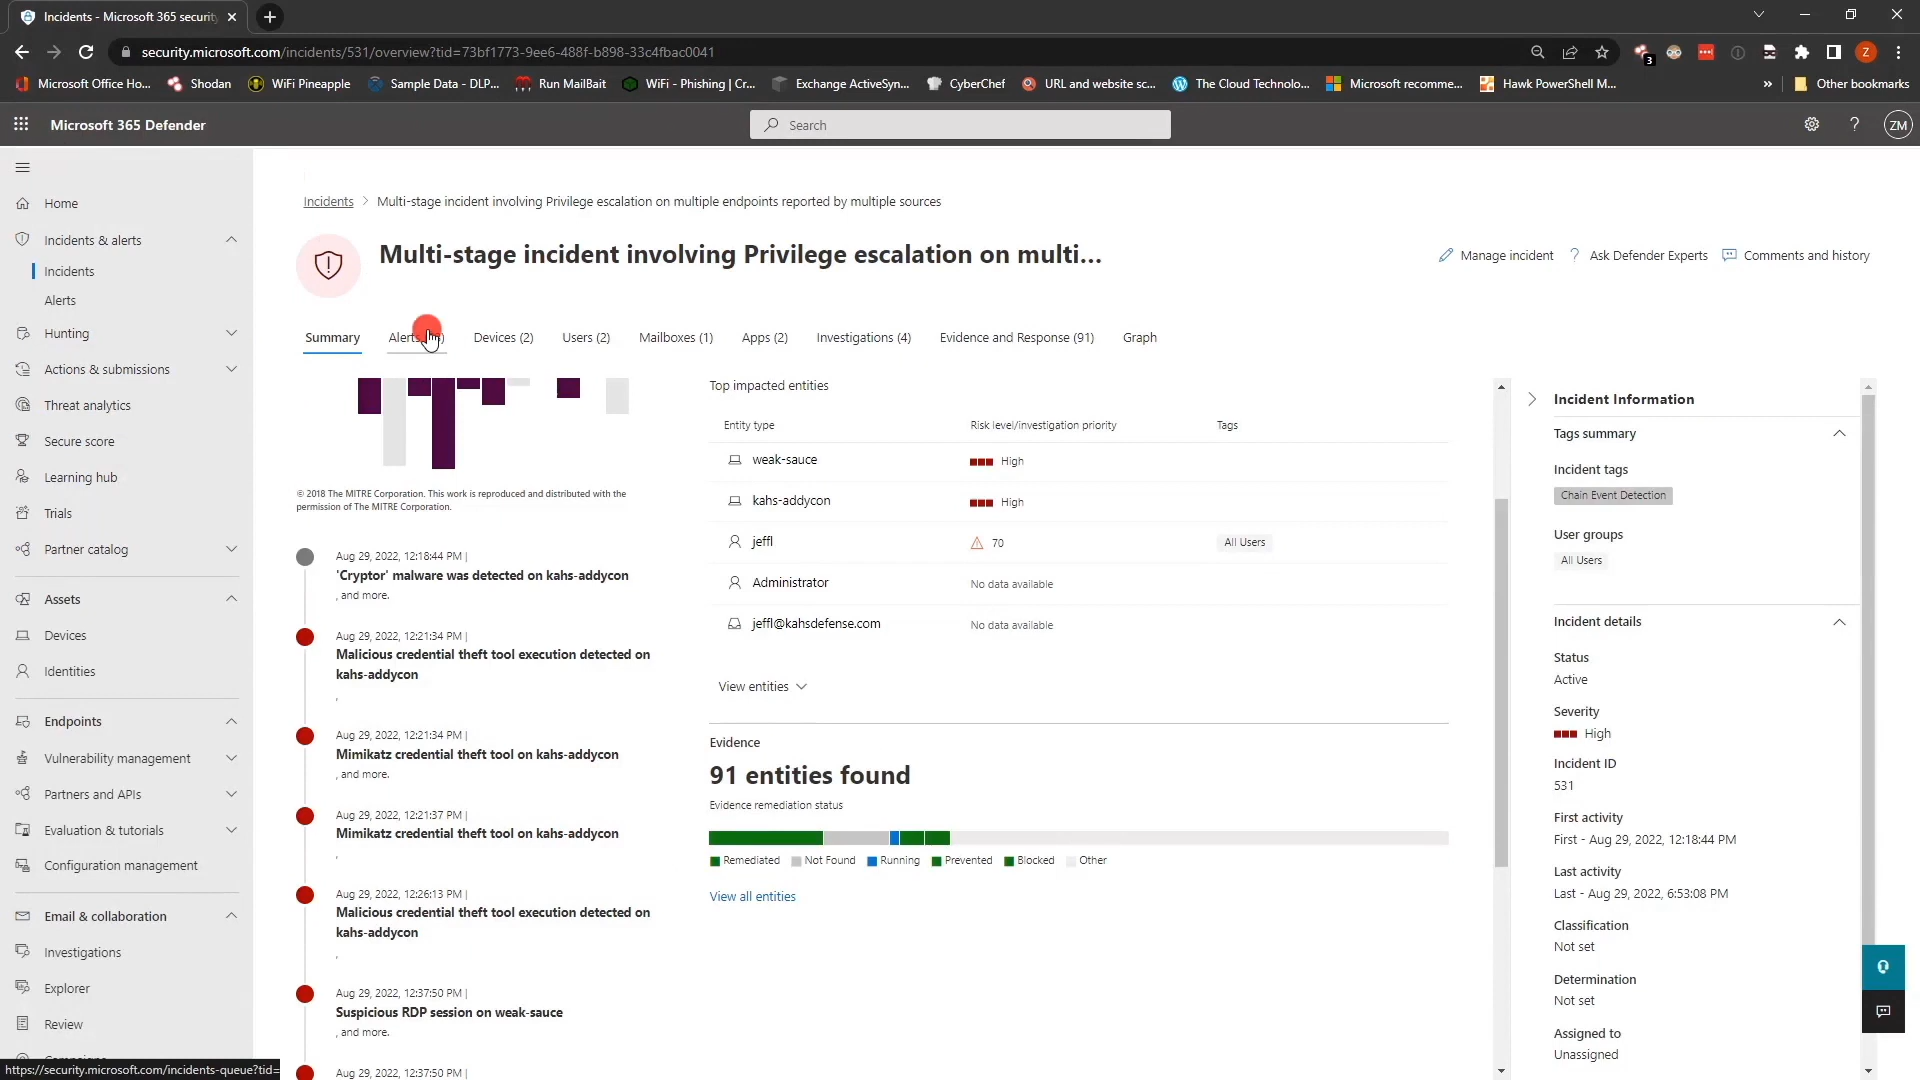 Incidents - Microsoft 365 security
security.microsoft.com/incidents/531/overview?tid=73bf1773-9ee6-488f-b898-33c4fbac0041
3
Z
Microsoft Office Ho...
Shodan
WiFi Pineapple
Sample Data - DLP...
Run MailBait
WiFi - Phishing | Cr...
Exchange ActiveSyn...
CyberChef
URL and website sc...
The Cloud Technolo...
Microsoft recomme...
Hawk PowerShell M...
»
Other bookmarks
Microsoft 365 Defender
Search
?
ZM
Home
Incidents & alerts
Incidents
Alerts
Hunting
Actions & submissions
Threat analytics
Secure score
Learning hub
Trials
Partner catalog
Assets
Devices
Identities
Endpoints
Vulnerability management
Partners and APIs
Evaluation & tutorials
Configuration management
Email & collaboration
Investigations
Explorer
Review
https://security.microsoft.com/incidents-queue?tid=
Incidents > Multi-stage incident involving Privilege escalation on multiple endpoints reported by multiple sources
Multi-stage incident involving Privilege escalation on multi...
Manage incident
? Ask Defender Experts
Comments and history
Summary
Alerts
Devices (2)
Users (2)
Mailboxes (1)
Apps (2)
Investigations (4)
Evidence and Response (91)
Graph
© 2018 The MITRE Corporation. This work is reproduced and distributed with the
permission of The MITRE Corporation.
Aug 29, 2022, 12:18:44 PM |
'Cryptor' malware was detected on kahs-addycon
, and more.
Aug 29, 2022, 12:21:34 PM |
Malicious credential theft tool execution detected on
kahs-addycon
,
Aug 29, 2022, 12:21:34 PM |
Mimikatz credential theft tool on kahs-addycon
, and more.
Aug 29, 2022, 12:21:37 PM |
Mimikatz credential theft tool on kahs-addycon
,
Aug 29, 2022, 12:26:13 PM |
Malicious credential theft tool execution detected on
kahs-addycon
,
Aug 29, 2022, 12:37:50 PM |
Suspicious RDP session on weak-sauce
, and more.
Aug 29, 2022, 12:37:50 PM |
Top impacted entities
Entity type Risk level/investigation priority Tags
weak-sauce High
kahs-addycon High
jeffl 70 All Users
Administrator No data available
jeffl@kahsdefense.com No data available
View entities
Evidence
91 entities found
Evidence remediation status
Remediated Not Found Running Prevented Blocked Other
View all entities
Incident Information
Tags summary
Incident tags
Chain Event Detection
User groups
All Users
Incident details
Status
Active
Severity
High
Incident ID
531
First activity
First - Aug 29, 2022, 12:18:44 PM
Last activity
Last - Aug 29, 2022, 6:53:08 PM
Classification
Not set
Determination
Not set
Assigned to
Unassigned